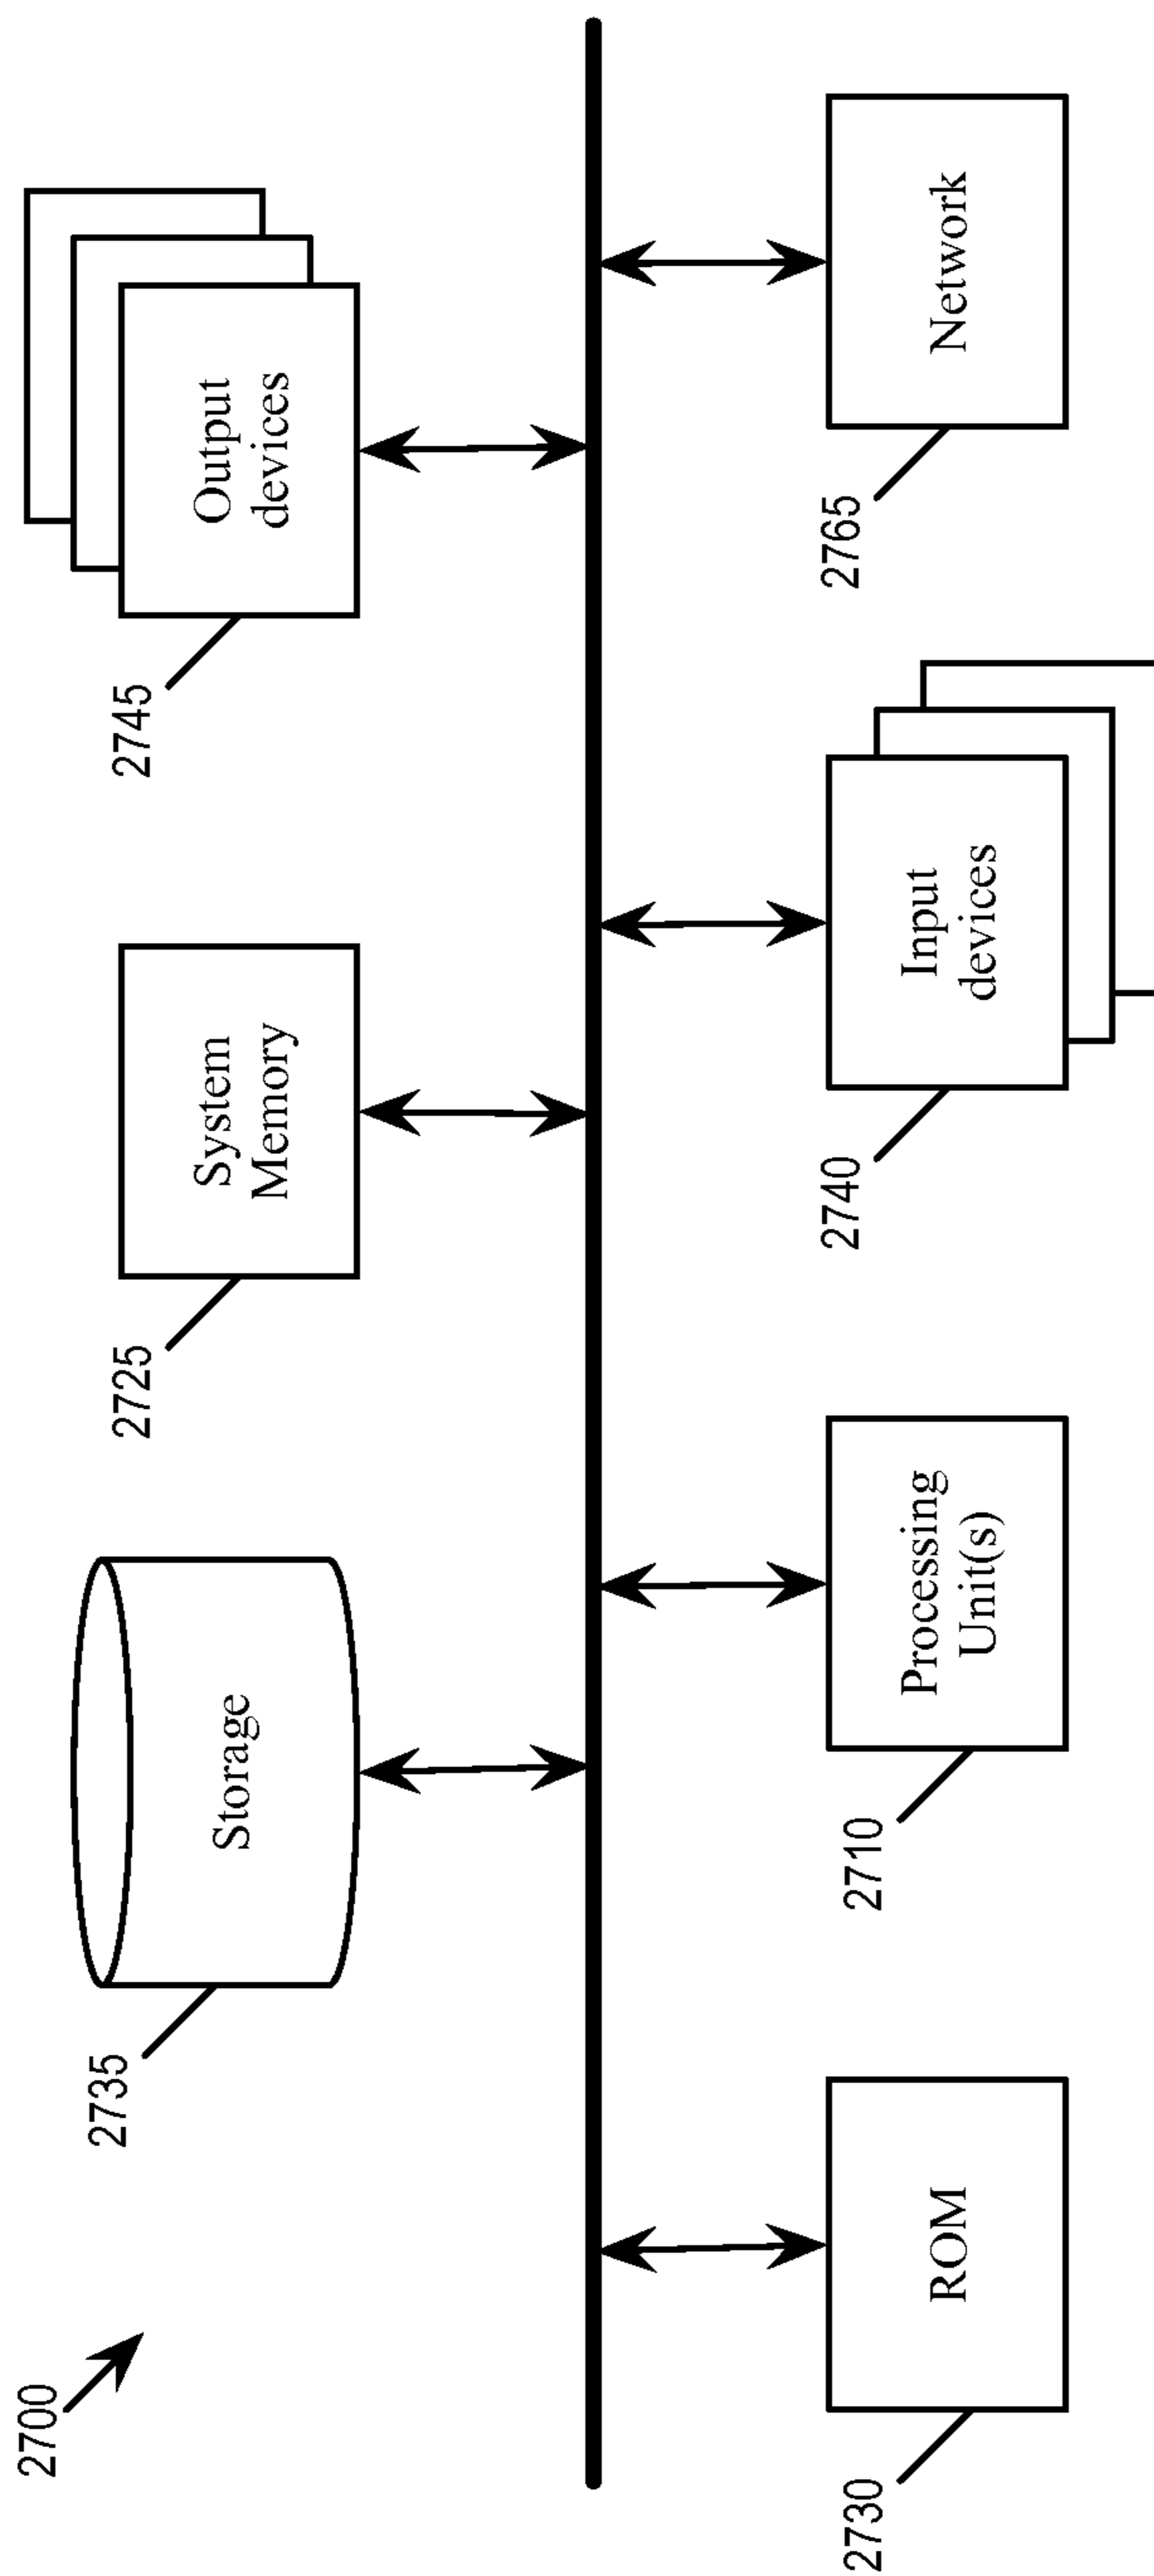 2700
2735
Storage
2725
System
Memory
2745
Output
devices
2730
ROM
2710
Processing
Unit(s)
2740
Input
devices
2765
Network